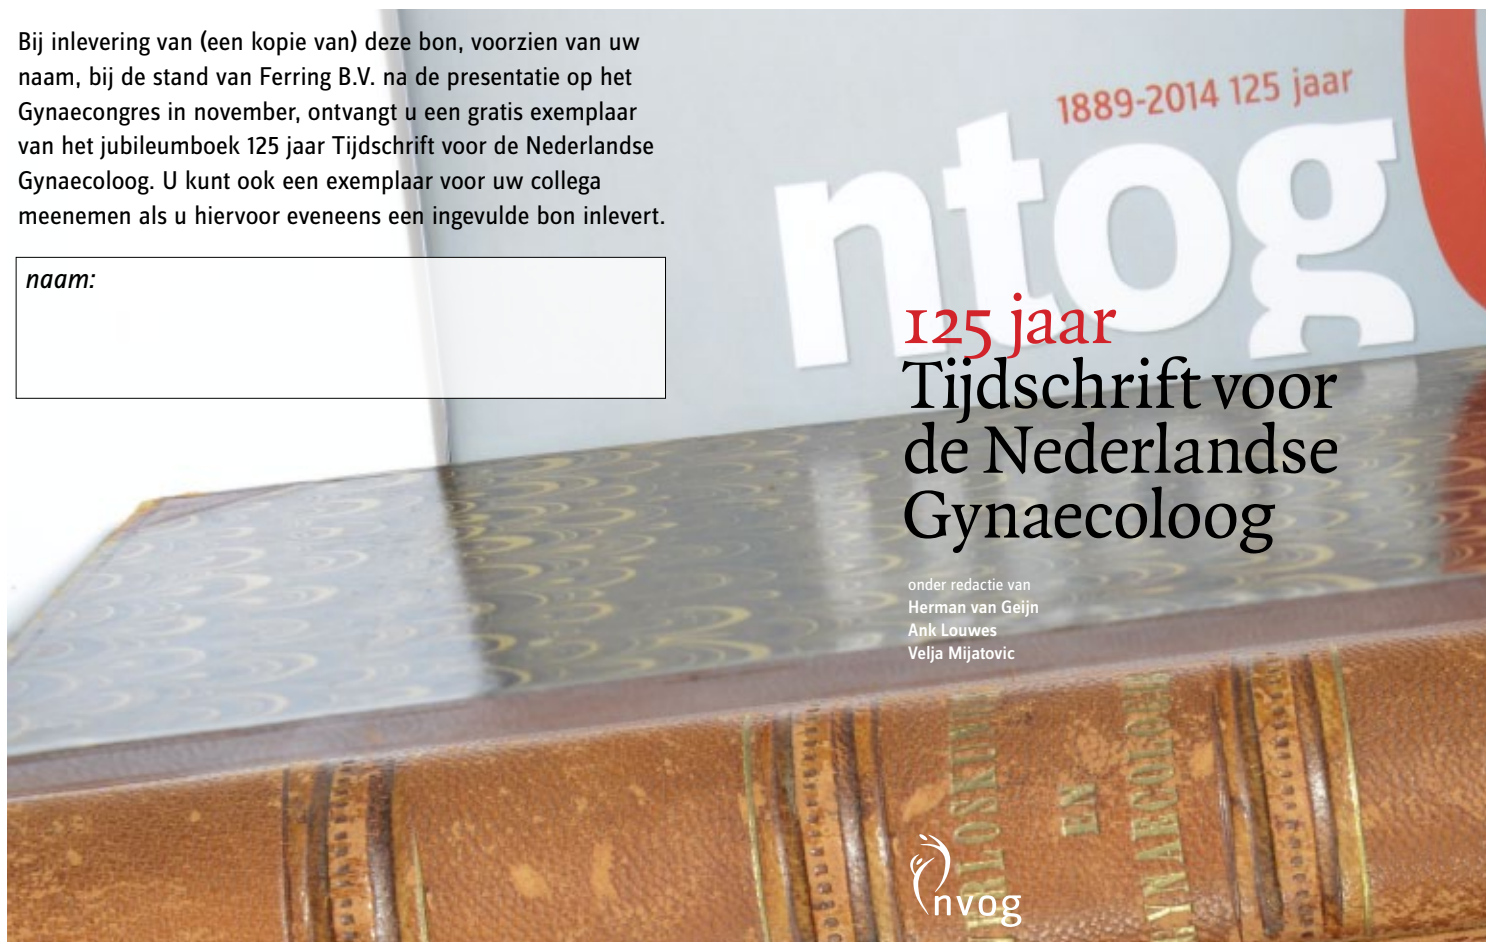 Bij inlevering van (een kopie van) deze bon, voorzien van uw
naam, bij de stand van Ferring B.V. na de presentatie op het
Gynaecongres in november, ontvangt u een gratis exemplaar
van het jubileumboek 125 jaar Tijdschrift voor de Nederlandse
Gynaecoloog. U kunt ook een exemplaar voor uw collega
meenemen als u hiervoor eveneens een ingevulde bon inlevert.
naam:
1889-2014 125 jaar
ntog
125 jaar
Tijdschrift voor
de Nederlandse
Gynaecoloog
onder redactie van
Herman van Geijn
Ank Louwes
Velja Mijatovic
EN
nvog